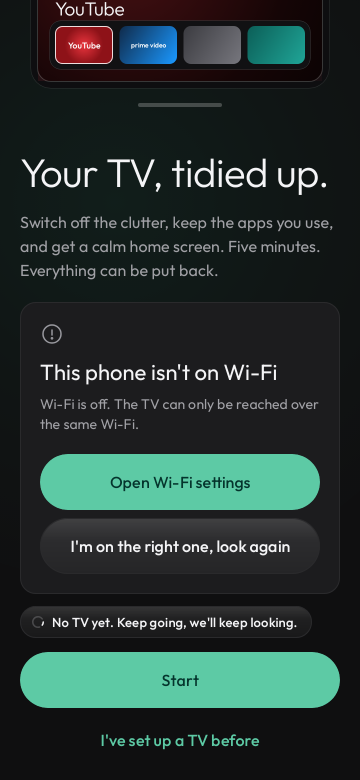 YouTube
YouTube
prime video
Your TV, tidied up.
Switch off the clutter, keep the apps you use,
and get a calm home screen. Five minutes.
Everything can be put back.
This phone isn't on Wi-Fi
Wi-Fi is off. The TV can only be reached over
the same Wi-Fi.
Open Wi-Fi settings
I'm on the right one, look again
No TV yet. Keep going, we'll keep looking.
Start
I've set up a TV before